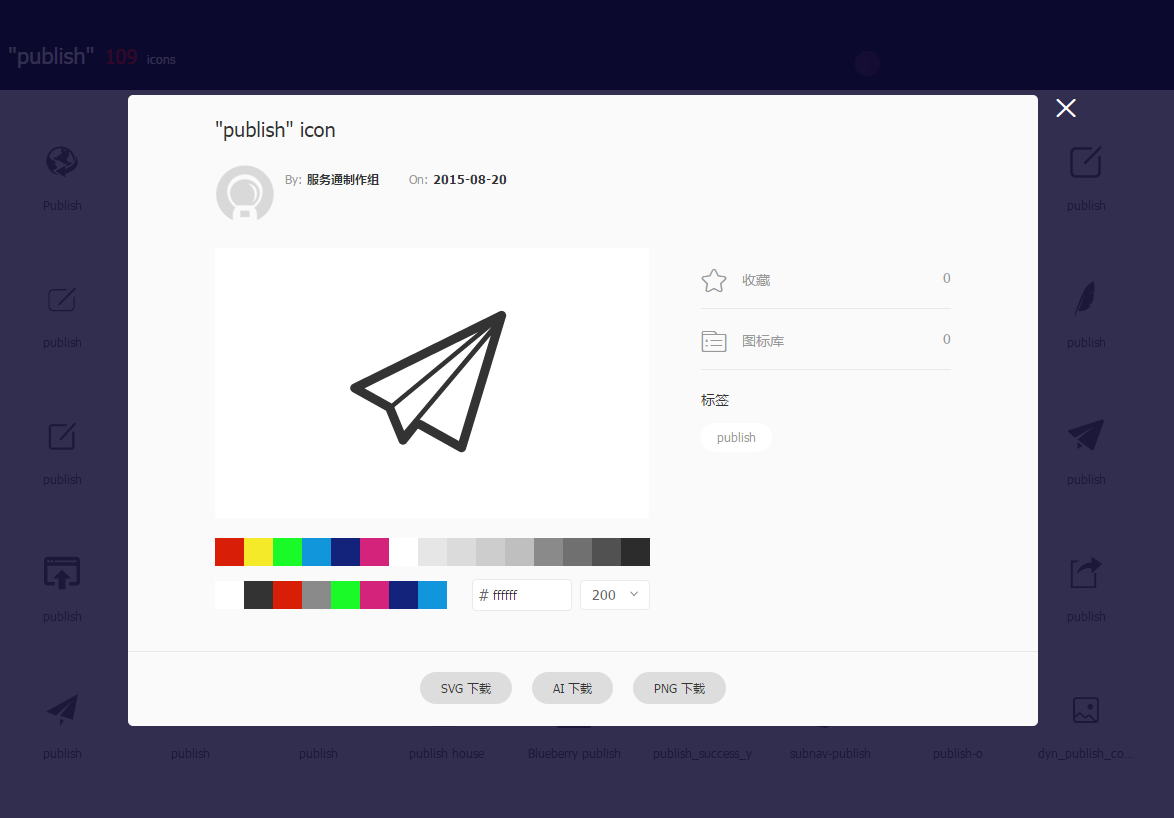 "publish" 109 icons
"publish" icon
By: 服务通制作组 On: 2015-08-20
Publish
publish
收藏 0
publish
publish
图标库 0
标签
publish
publish
publish
publish
publish
# ffffff 200
publish
SVG 下载 AI 下载 PNG 下载
publish publish publish publish house Blueberry publish publish_success_y subnav-publish publish-o dyn_publish_co...